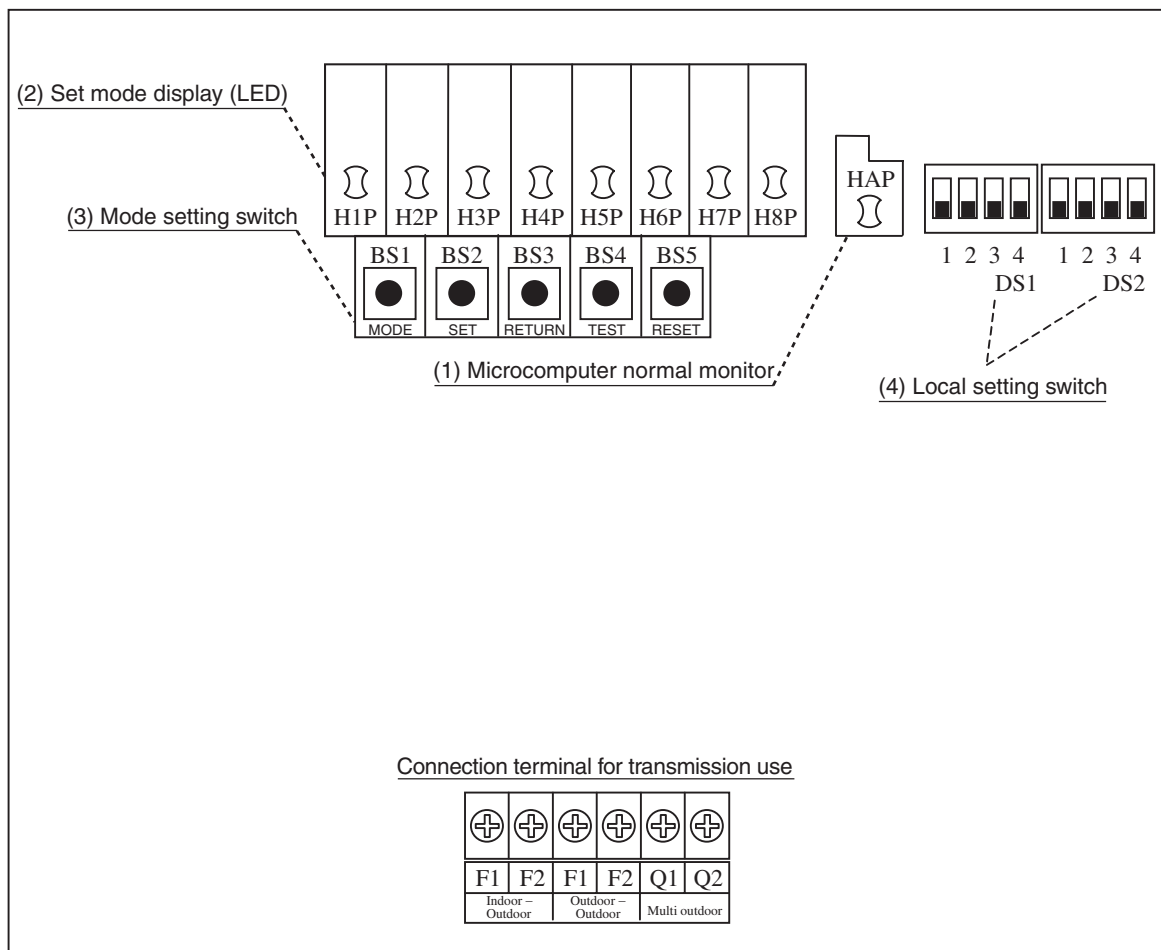 (2) Set mode display (LED)
H1P H2P H3P H4P H5P H6P H7P H8P
HAP
(3) Mode setting switch
BS1 BS2 BS3 BS4 BS5
MODE SET RETURN TEST RESET
1 2 3 4 1 2 3 4
DS1 DS2
(1) Microcomputer normal monitor
(4) Local setting switch
Connection terminal for transmission use
F1 F2 F1 F2 Q1 Q2
Indoor – Outdoor
Outdoor – Outdoor
Multi outdoor